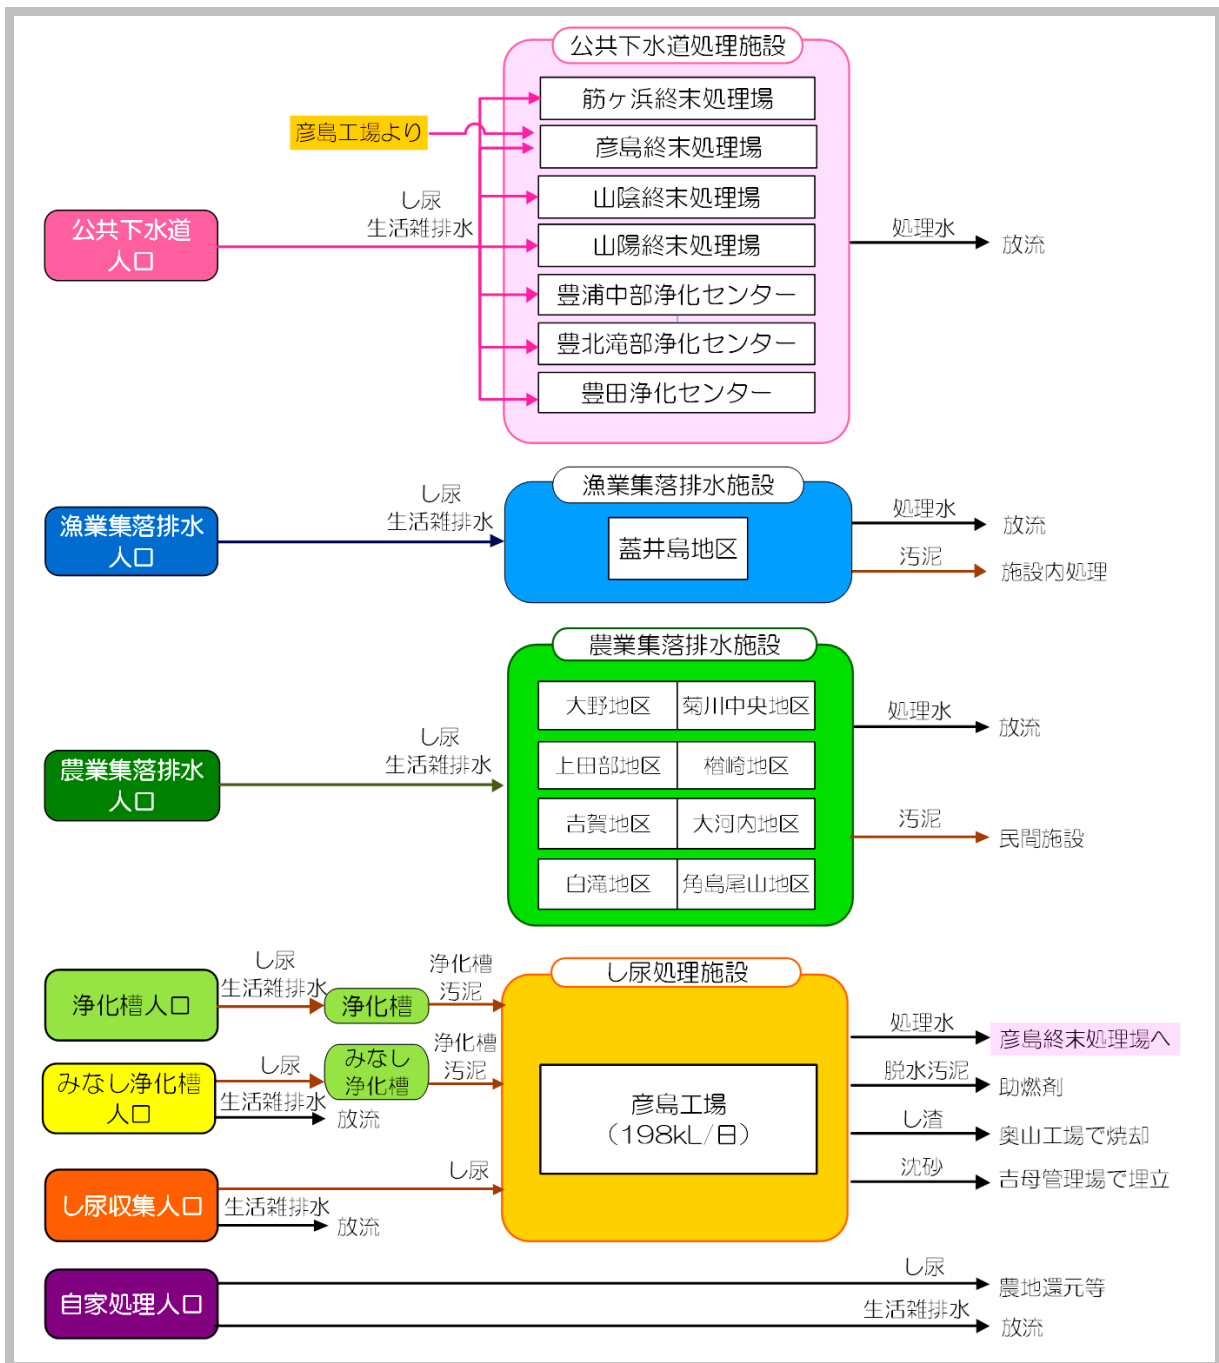 公共下水道処理施設
筋ヶ浜終末処理場
彦島工場より
彦島終末処理場
山陰終末処理場
し尿
生活雑排水
公共下水道
人口
山陽終末処理場
処理水
放流
豊浦中部浄化センター
豊北滝部浄化センター
豊田浄化センター
漁業集落排水施設
し尿
生活雑排水
漁業集落排水
人口
蓋井島地区
処理水
放流
汚泥
施設内処理
農業集落排水施設
大野地区
菊川中央地区
し尿
生活雑排水
農業集落排水
人口
上田部地区
楢崎地区
吉賀地区
大河内地区
白滝地区
角島尾山地区
処理水
放流
汚泥
民間施設
し尿処理施設
浄化槽人口
し尿
生活雑排水
浄化槽
浄化槽
汚泥
みなし浄化槽
人口
し尿
生活雑排水
放流
みなし
浄化槽
浄化槽
汚泥
彦島工場
(198kL/日)
処理水
彦島終末処理場へ
脱水汚泥
助燃剤
し渣
奥山工場で焼却
沈砂
吉母管理場で埋立
し尿収集人口
し尿
生活雑排水
放流
自家処理人口
し尿
農地還元等
生活雑排水
放流